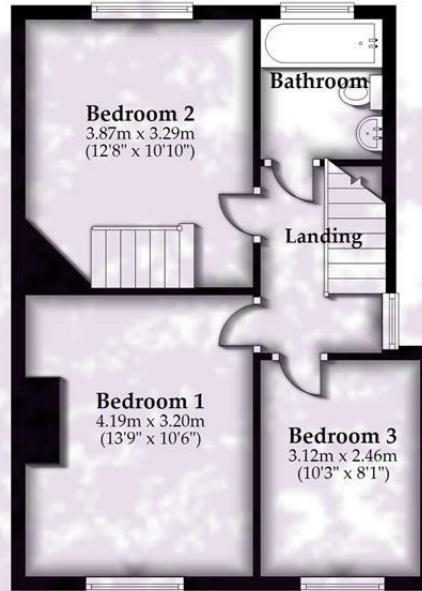 Bathroom
Bedroom 2
3.87m x 3.29m
(12'8" x 10'10")
Landing
Bedroom 1
4.19m x 3.20m
(13'9" x 10'6")
Bedroom 3
3.12m x 2.46m
(10'3" x 8'1")